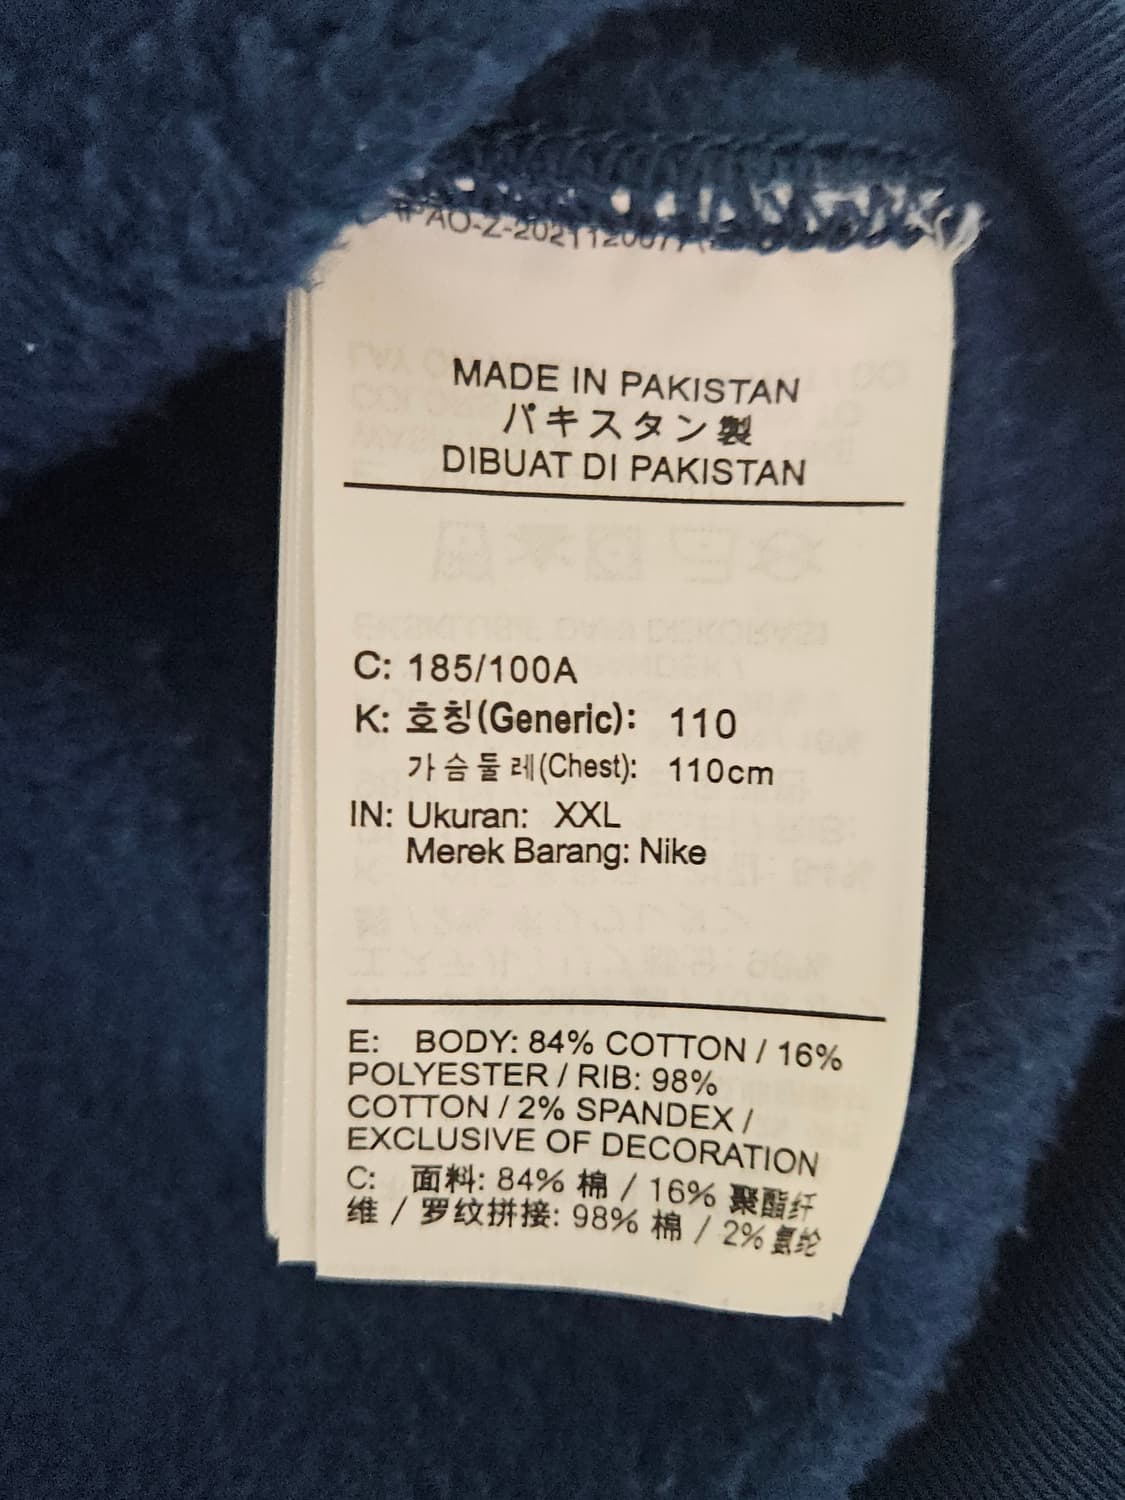 MADE IN PAKISTAN
パキスタン製
DIBUAT DI PAKISTAN
C: 185/100A
K: 호칭(Generic): 110
가슴둘레(Chest): 110cm
IN: Ukuran: XXL
Merek Barang: Nike
E: BODY: 84% COTTON / 16%
POLYESTER / RIB: 98%
COTTON / 2% SPANDEX /
EXCLUSIVE OF DECORATION
C: 面料: 84% 棉 / 16% 聚酯纤
维 / 罗纹拼接: 98% 棉 / 2% 氨纶